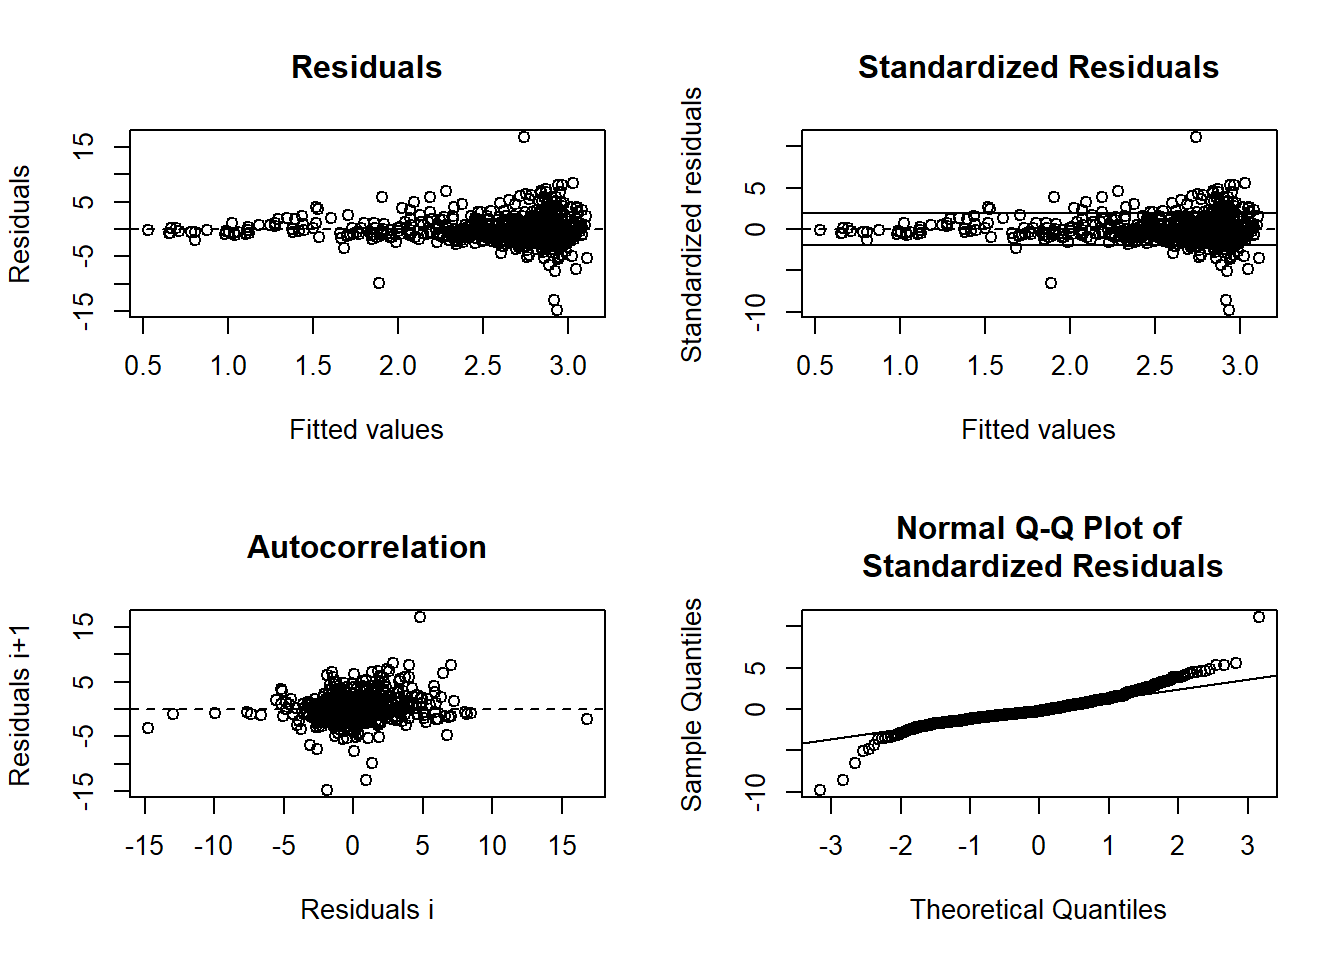 Residuals
Residuals
15
5
-5
-15
0.5 1.0 1.5 2.0 2.5 3.0
Fitted values
Standardized Residuals
Standardized residuals
5
0
-10
0.5 1.0 1.5 2.0 2.5 3.0
Fitted values
Autocorrelation
Residuals i+1
15
5
-5
-15
-15 -10 -5 0 5 10 15
Residuals i
Normal Q-Q Plot of
Standardized Residuals
Sample Quantiles
5
0
-10
-3 -2 -1 0 1 2 3
Theoretical Quantiles